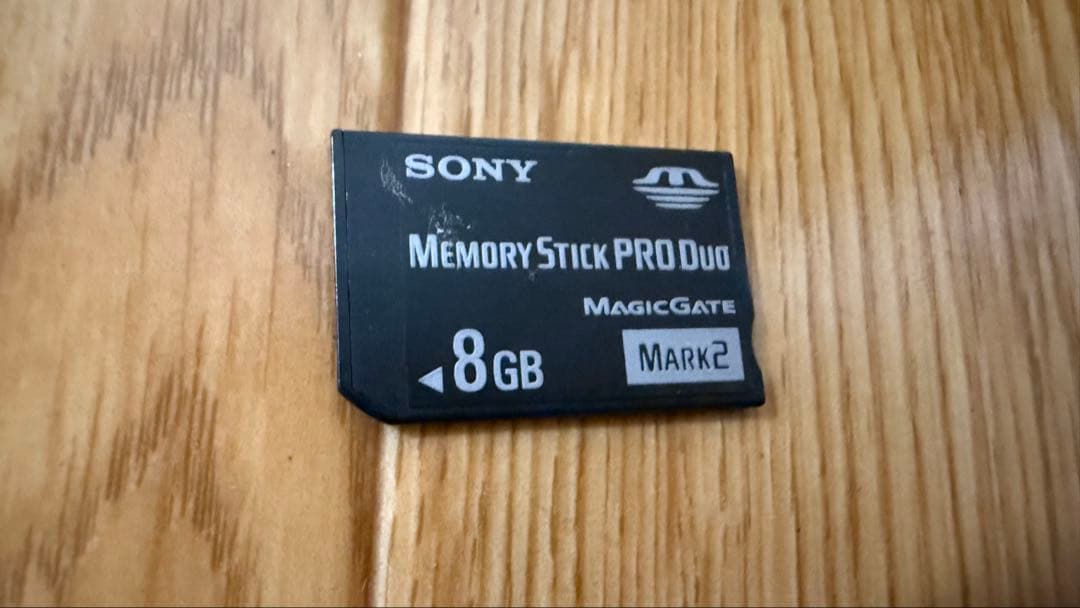 SONY
MEMORY STICK PRO DUO
MAGICGATE
8GB
MARK2